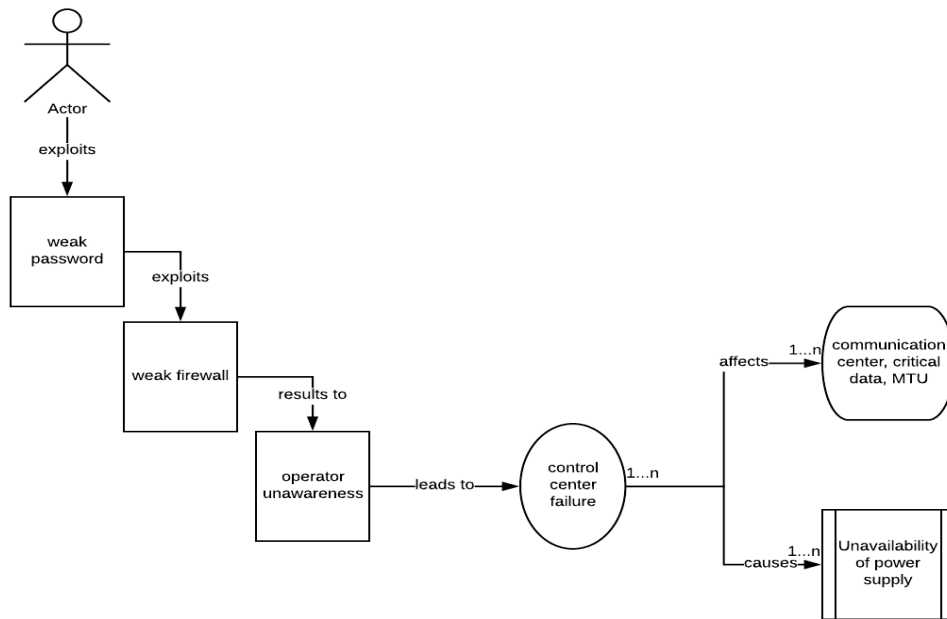 Actor
exploits
weak
password
exploits
weak firewall
results to
operator
unawareness
leads to
control
center
failure
1...n
affects
1...n
communication
center, critical
data, MTU
causes
1...n
Unavailability
of power
supply